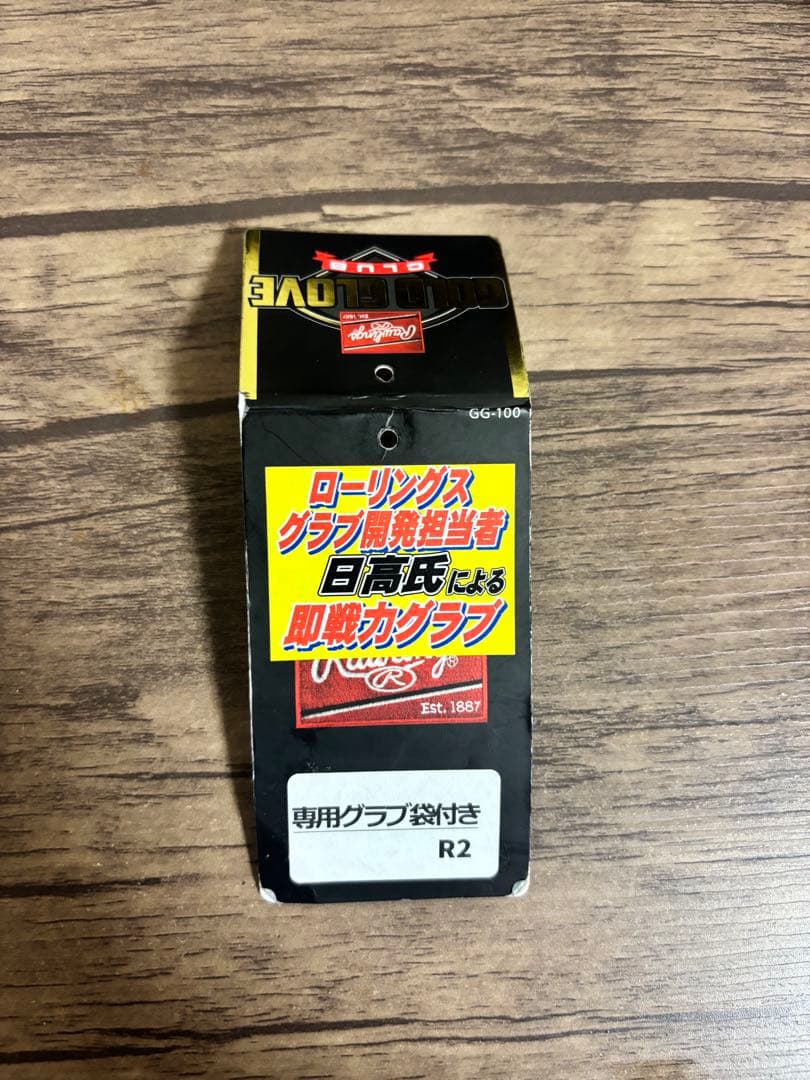 CLUB
GOLD GLOVE
Rawlings
Est. 1887
GG-100
ローリングス
グラブ開発担当者
日高氏による
即戦力グラブ
Rawlings®
R
Est. 1887
専用グラブ袋付き
R2